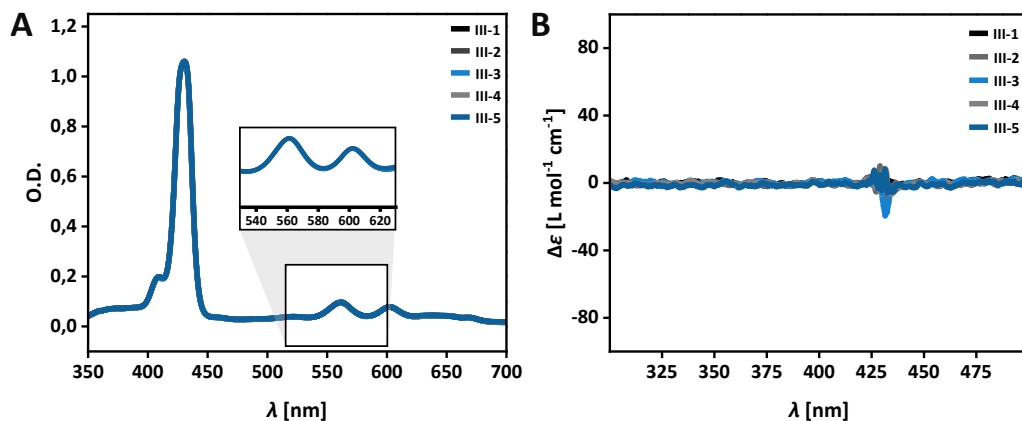 A
O.D.
1,2
1,0
0,8
0,6
0,4
0,2
0,0
III-1
III-2
III-3
III-4
III-5
540 560 580 600 620
350 400 450 500 550 600 650 700
λ [nm]
B
Δε [L mol⁻¹ cm⁻¹]
80
40
0
-40
-80
III-1
III-2
III-3
III-4
III-5
325 350 375 400 425 450 475
λ [nm]